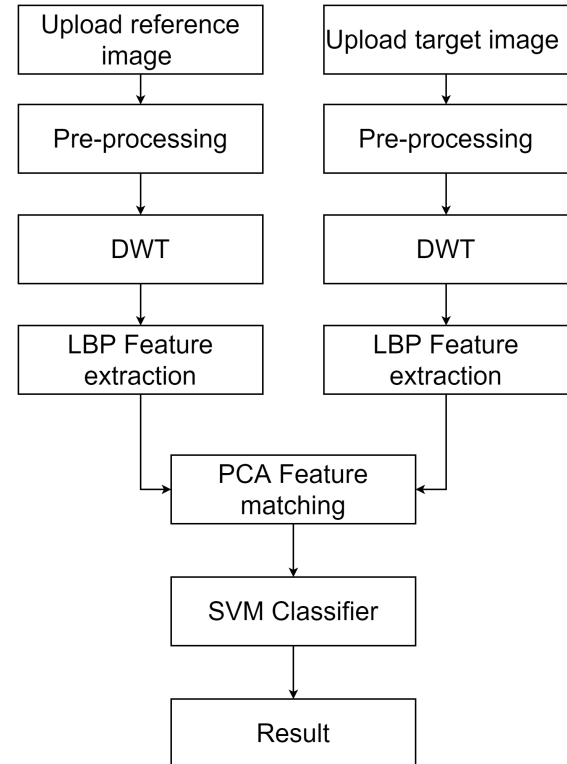 Upload reference
image
Upload target image
Pre-processing
Pre-processing
DWT
DWT
LBP Feature
extraction
LBP Feature
extraction
PCA Feature
matching
SVM Classifier
Result